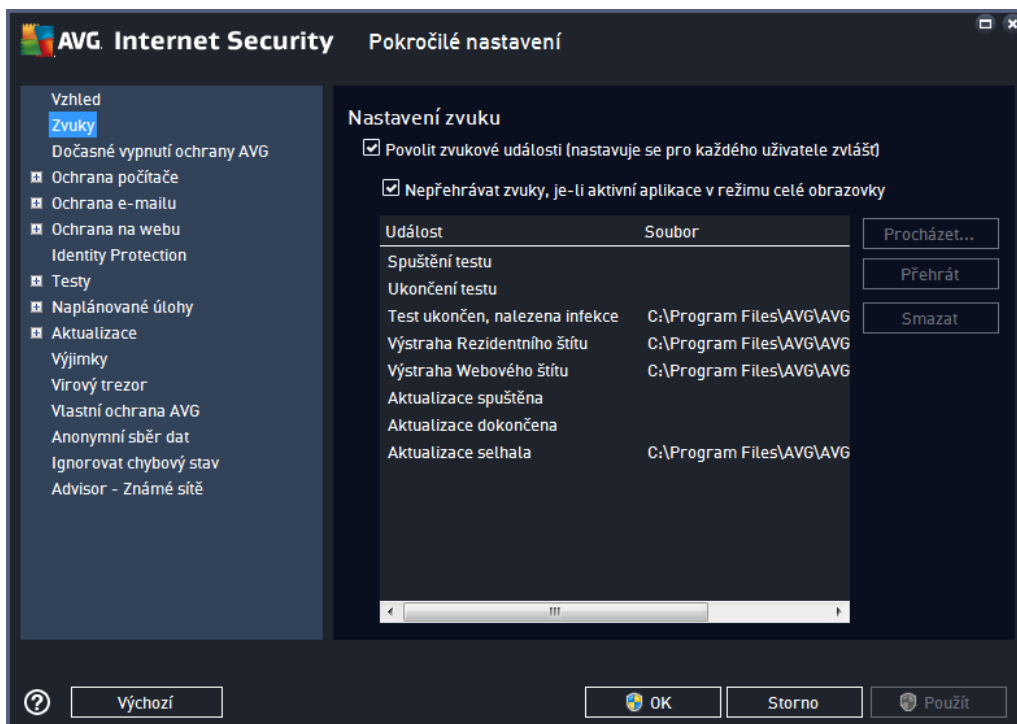 AVG. Internet Security Pokročilé nastavení
Vzhled
Zvuky
Dočasné vypnutí ochrany AVG
Ochrana počítače
Ochrana e-mailu
Ochrana na webu
Identity Protection
Testy
Naplánované úlohy
Aktualizace
Výjimky
Virový trezor
Vlastní ochrana AVG
Anonymní sběr dat
Ignorovat chybový stav
Advisor - Známé sítě
Nastavení zvuku
Povolit zvukové události (nastavuje se pro každého uživatele zvlášť)
Nepřehrávat zvuky, je-li aktivní aplikace v režimu celé obrazovky
Událost Soubor
Spuštění testu
Ukončení testu
Test ukončen, nalezena infekce C:\Program Files\AVG\AVG
Výstraha Rezidentního štítu C:\Program Files\AVG\AVG
Výstraha Webového štítu C:\Program Files\AVG\AVG
Aktualizace spuštěna
Aktualizace dokončena
Aktualizace selhala C:\Program Files\AVG\AVG
Procházet...
Přehrát
Smazat
? Výchozí OK Storno Použít